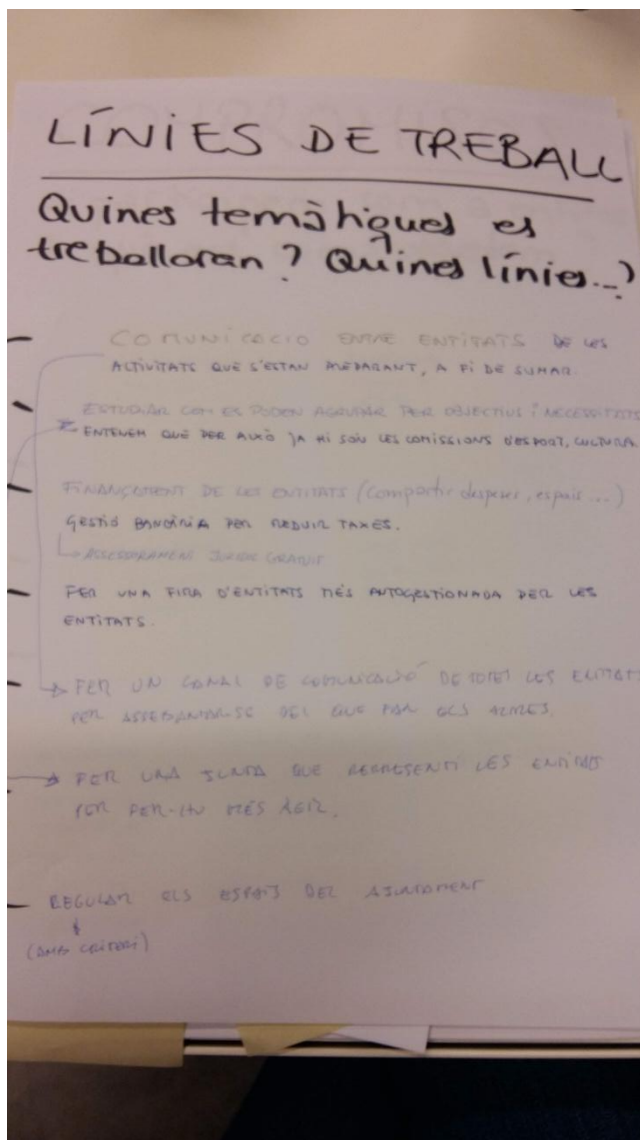 LÍNIES DE TREBALL
Quines temàtiques es
treballaran? Quines línies...?
COMUNICACIO ENTRE ENTITATS DE LES
ACTIVITATS QUE S'ESTAN PREPARANT, A FI DE SUMAR.
ESTUDIAR COM ES PODEN AGRUPAR PER OBJECTIUS i NECESSITATS
ENTENEM QUE PER AIXÒ JA HI SON LES COMISSIONS D'ESPORT, CULTURA.
FINANÇAMENT DE LES ENTITATS (Compartir despeses, espais...)
GESTIÓ BANCÀRIA PER REDUIR TAXES.
ASSESSORAMENT JURÍDIC GRATUIT
FER UNA FIRA D'ENTITATS MÉS AUTOGESTIONADA PER LES
ENTITATS.
FER UN CANAL DE COMUNICACIÓ DE TOTES LES ENTITATS
PER ASSEBENTAR-SE DEL QUE FAN ELS ALTRES.
FER UNA JUNTA QUE REPRESENTI LES ENTITATS
PER FER-HO MÉS ÀGIL.
REGULAR ELS ESPAIS DEL AJUNTAMENT
(AMB CRITERI)